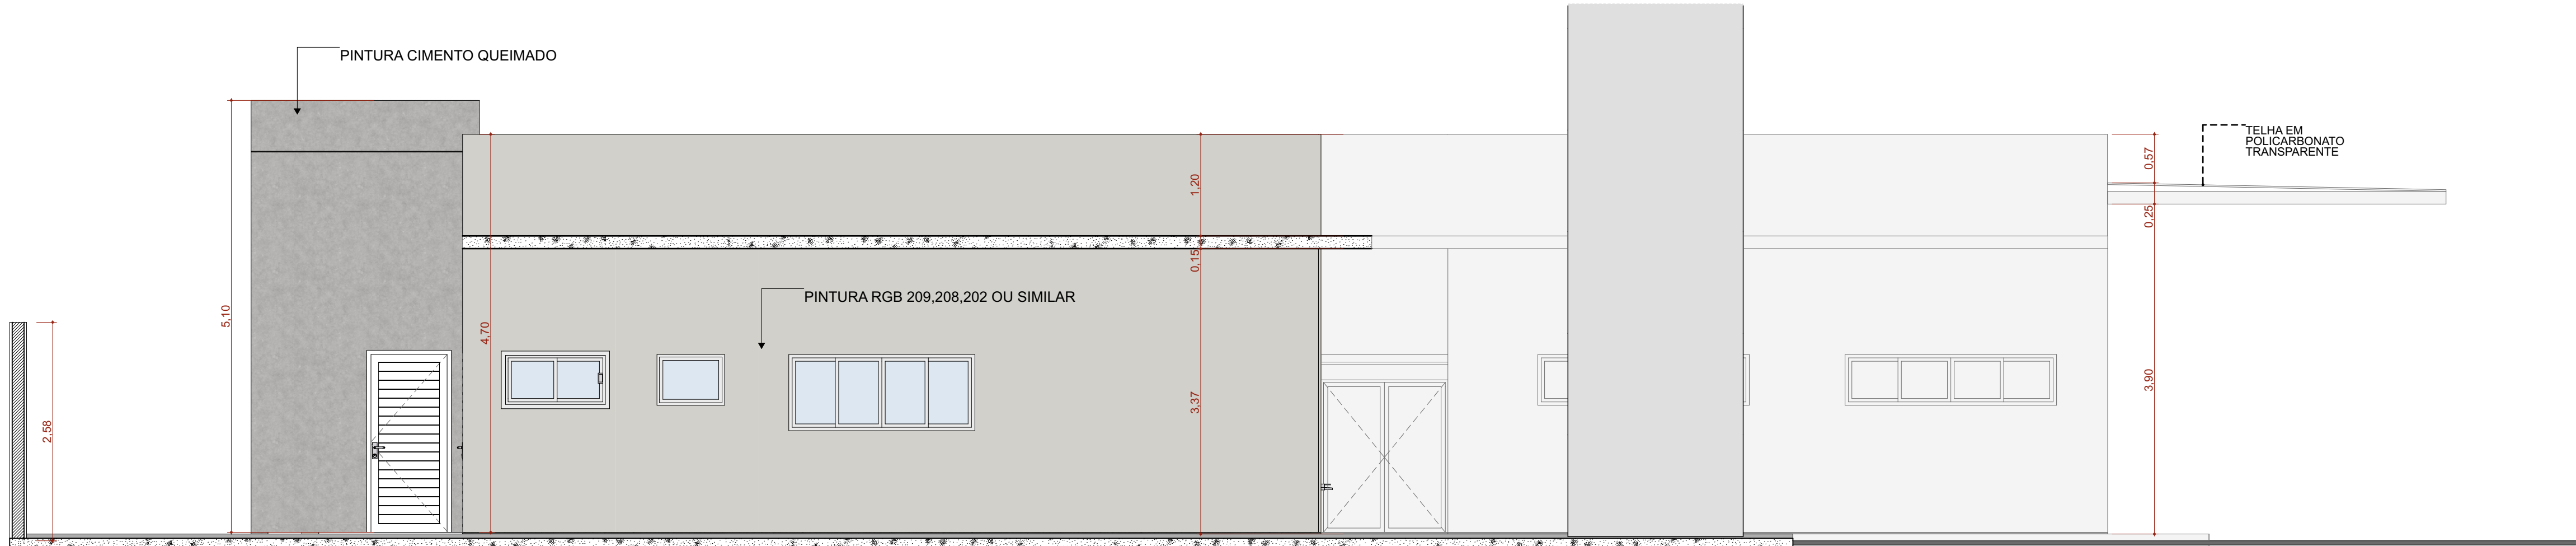 PINTURA CIMENTO QUEIMADO
TELHA EM
POLICARBONATO
TRANSPARENTE
0,57
1,20
0,25
0,15
PINTURA RGB 209,208,202 OU SIMILAR
5,10
4,70
3,37
3,90
2,58